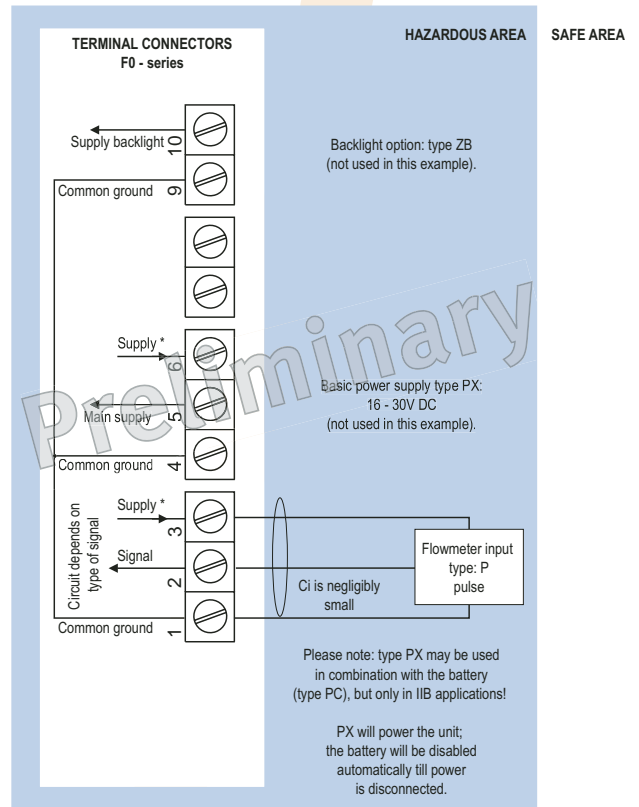 HAZARDOUS AREA
SAFE AREA
TERMINAL CONNECTORS
F0 - series
Supply backlight
10
Backlight option: type ZB
(not used in this example).
Common ground
9
Supply *
6
Basic power supply type PX:
16 - 30V DC
(not used in this example).
Main supply
5
Common ground
4
Preliminary
Circuit depends on
type of signal
Supply *
3
Signal
2
Common ground
1
Ci is negligibly
small
Flowmeter input
type: P
pulse
Please note: type PX may be used
in combination with the battery
(type PC), but only in IIB applications!
PX will power the unit;
the battery will be disabled
automatically till power
is disconnected.